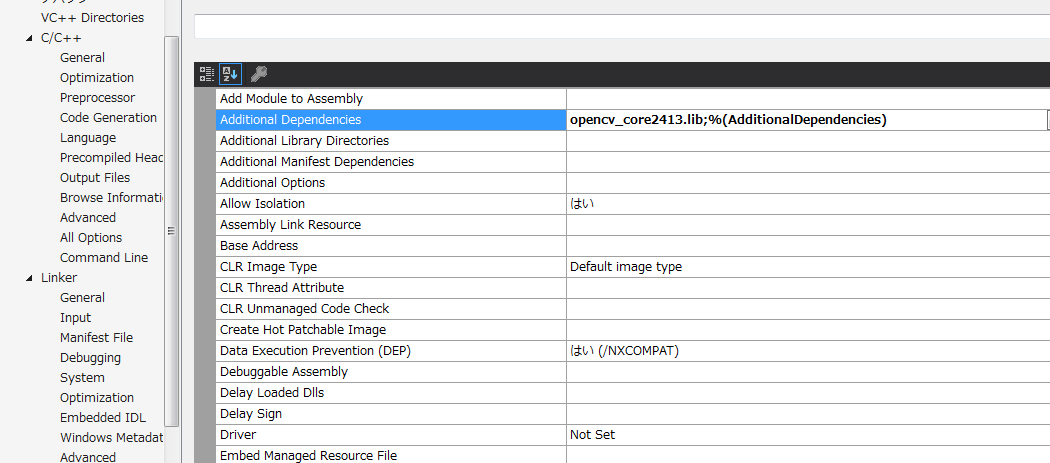 VC++ Directories
C/C++
General
Optimization
Preprocessor
Code Generation
Language
Precompiled Head
Output Files
Browse Informati
Advanced
All Options
Command Line
Linker
General
Input
Manifest File
Debugging
System
Optimization
Embedded IDL
Windows Metadat
Advanced
Add Module to Assembly
Additional Dependencies opencv_core2413.lib;%(AdditionalDependencies)
Additional Library Directories
Additional Manifest Dependencies
Additional Options
Allow Isolation はい
Assembly Link Resource
Base Address
CLR Image Type Default image type
CLR Thread Attribute
CLR Unmanaged Code Check
Create Hot Patchable Image
Data Execution Prevention (DEP) はい (/NXCOMPAT)
Debuggable Assembly
Delay Loaded Dlls
Delay Sign
Driver Not Set
Embed Managed Resource File